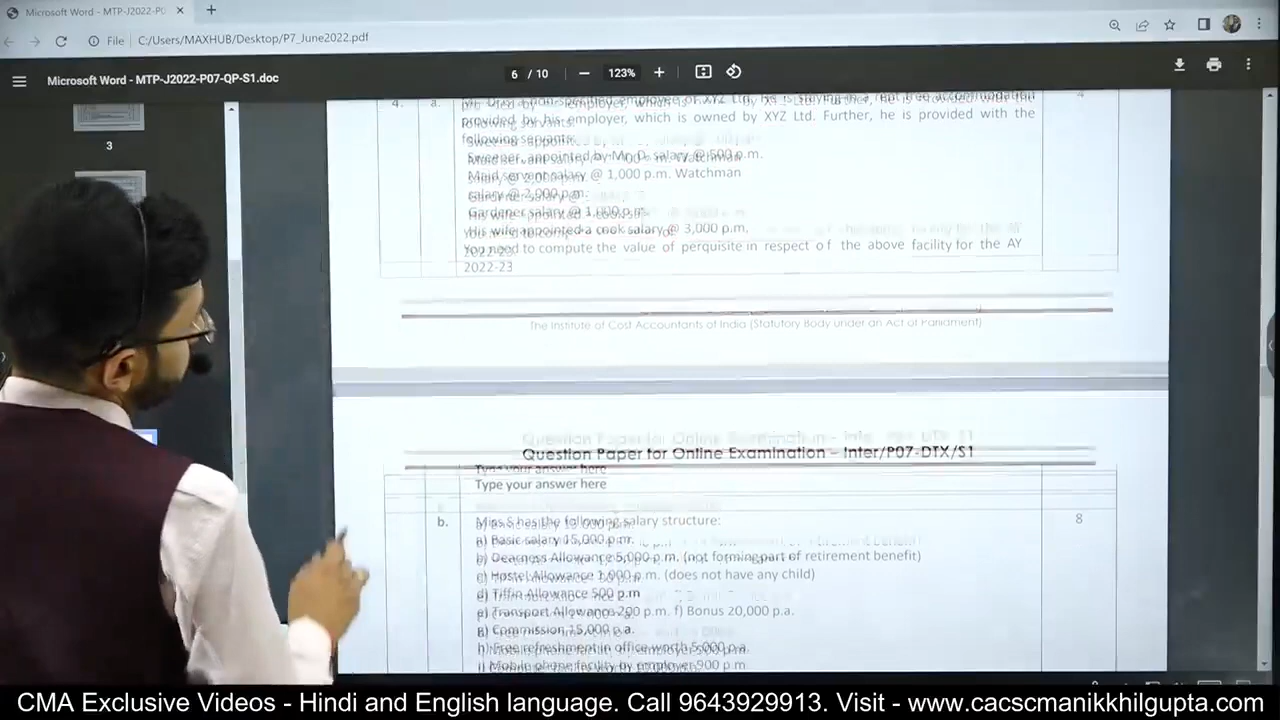 Microsoft Word - MTP-J2022-P0
File C:/Users/MAXHUB/Desktop/P7_June2022.pdf
Microsoft Word - MTP-J2022-P07-QP-S1.doc
6 / 10
123%
3
4. a.
4
provided by his employer, which is owned by XYZ Ltd. Further, he is provided with the
following servants:
Sweeper, appointed by Mr. D, salary @ 500 p.m.
Maid servant salary @ 1,000 p.m. Watchman
salary @ 2,000 p.m.
Gardener salary @ 1,000 p.m.
wife appointed a cook salary @ 3,000 p.m.
You need to compute the value of perquisite in respect of the above facility for the AY
2022-23
The Institute of Cost Accountants of India (Statutory Body under an Act of Parliament)
Question Paper for Online Examination – Inter/P07-DTX/S1
Type your answer here
b. Miss S has the following salary structure: 8
a) Basic salary 15,000 p.m.
b) Dearness Allowance 5,000 p.m. (not forming part of retirement benefit)
c) Hostel Allowance 1,000 p.m. (does not have any child)
d) Tiffin Allowance 500 p.m
e) Transport Allowance 200 p.m. f) Bonus 20,000 p.a.
g) Commission 15,000 p.a.
h) Free refreshment in office worth 5,000 p.a.
i) Mobile phone facility by employer 900 p.m
CMA Exclusive Videos - Hindi and English language. Call 9643929913. Visit - www.cacscmanikkhilgupta.com